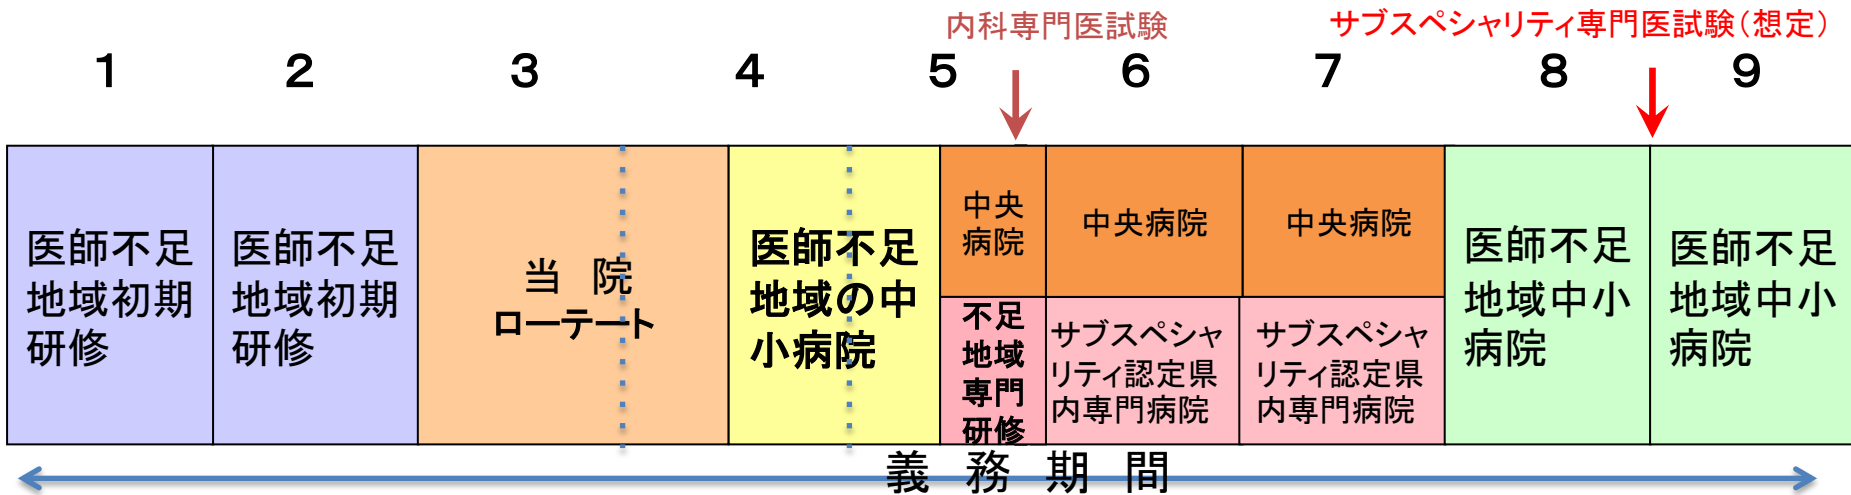 内科専門医試験
サブスペシャリティ専門医試験(想定)
1 2 3 4 5 6 7 8 9
医師不足
地域初期
研修
医師不足
地域初期
研修
当 院
ローテート
医師不足
地域の中
小病院
中央
病院
不足
地域
専門
研修
中央病院
サブスペシャ
リティ認定県
内専門病院
中央病院
サブスペシャ
リティ認定県
内専門病院
医師不足
地域中小
病院
医師不足
地域中小
病院
義 務 期 間